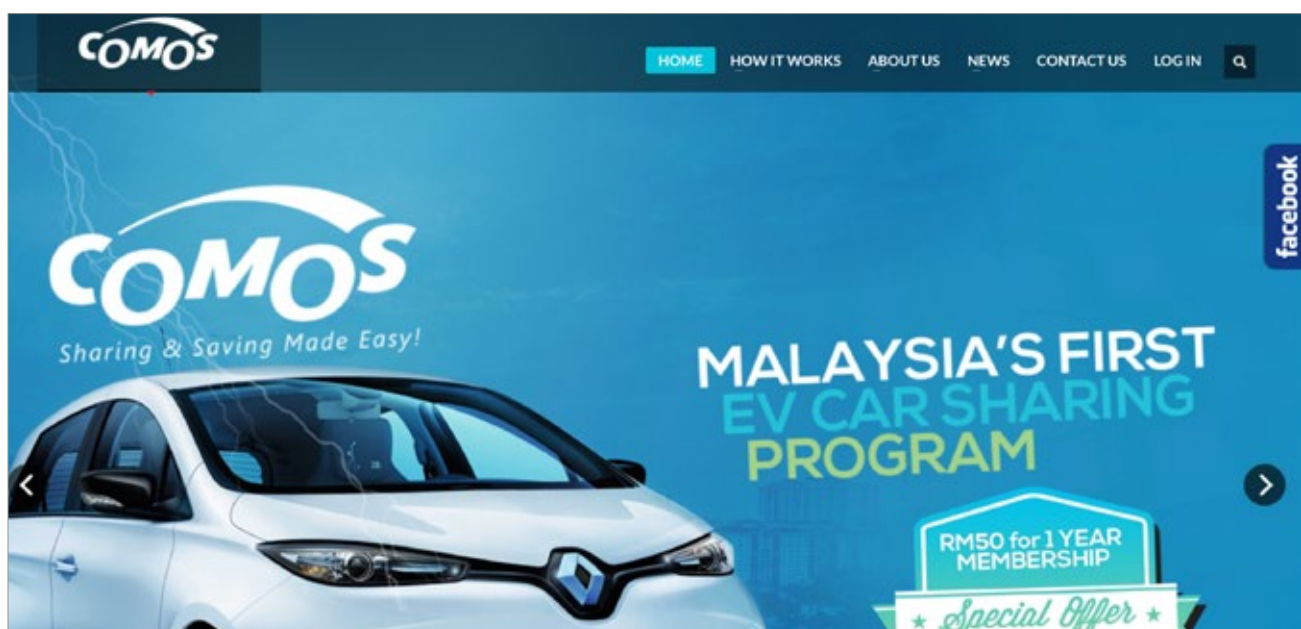 COMOS
HOME HOW IT WORKS ABOUT US NEWS CONTACT US LOG IN
facebook
COMOS
Sharing & Saving Made Easy!
MALAYSIA'S FIRST
EV CAR SHARING
PROGRAM
RM50 for 1 YEAR
MEMBERSHIP
Special Offer